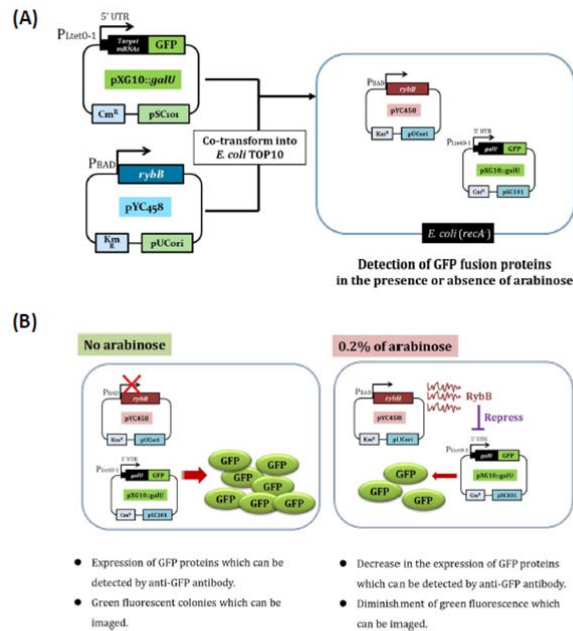 (A)
5' UTR
PLtet0-1
Target
mRNAs
GFP
pXG10::galU
CmR
pSC101
Co-transform into
E. coli TOP10
PBAD
rybB
pYC458
Km
R
pUCori
PBAD
rybB
pYC458
KmR
pUCori
5' UTR
PLtet0-1
galU
GFP
pXG10::galU
CmR
pSC101
E. coli (recA-)
Detection of GFP fusion proteins
in the presence or absence of arabinose
(B)
No arabinose
PBAD
rybB
pYC458
KmR
pUCori
5' UTR
PLtet0-1
galU
GFP
pXG10::galU
CmR
pSC101
GFP
GFP
GFP
GFP
GFP
GFP
GFP
GFP
0.2% of arabinose
PBAD
rybB
pYC458
KmR
pUCori
RybB
Repress
5' UTR
PLtet0-1
galU
GFP
pXG10::galU
CmR
pSC101
GFP
GFP
GFP
● Expression of GFP proteins which can be
detected by anti-GFP antibody.
● Green fluorescent colonies which can be
imaged.
● Decrease in the expression of GFP proteins
which can be detected by anti-GFP antibody.
● Diminishment of green fluorescence which
can be imaged.